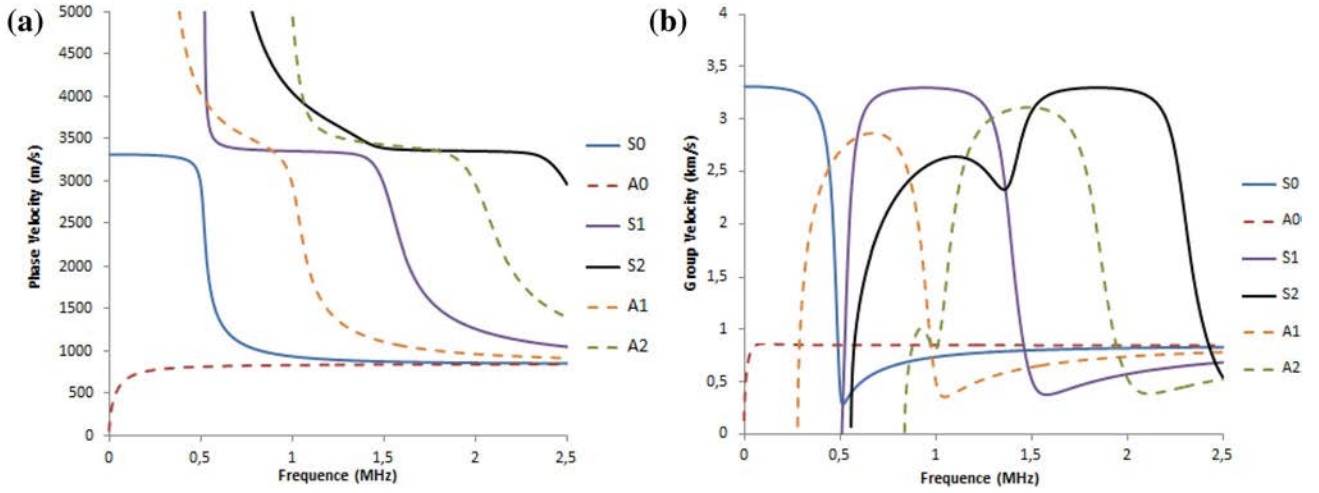 (a)
Phase Velocity (m/s)
5000
4500
4000
3500
3000
2500
2000
1500
1000
500
0
0
0,5
1
1,5
2
2,5
Frequence (MHz)
S0
A0
S1
S2
A1
A2
(b)
Group Velocity (km/s)
4
3,5
3
2,5
2
1,5
1
0,5
0
0
0,5
1
1,5
2
2,5
Frequence (MHz)
S0
A0
S1
S2
A1
A2